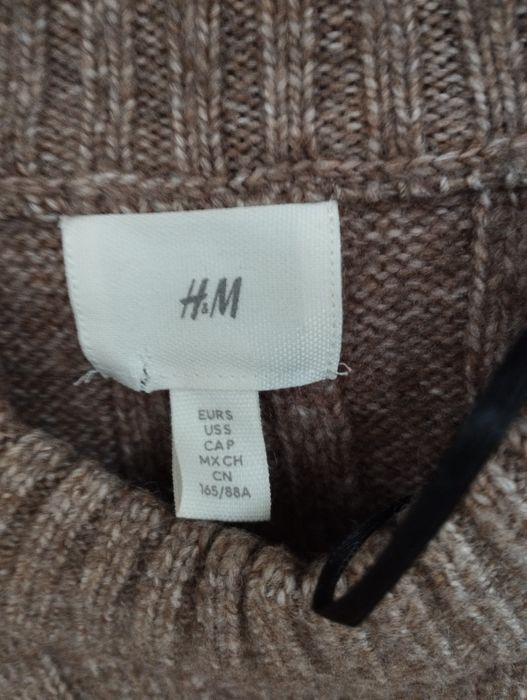 H&M
EUR S
US S
CA P
MX CH
CN
165/88A